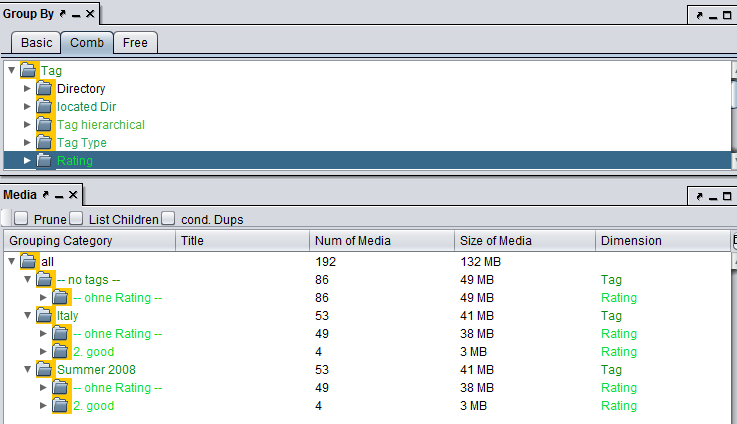 Group By
Basic Comb Free
Tag
Directory
located Dir
Tag hierarchical
Tag Type
Rating
Media
Prune List Children cond. Dups
Grouping Category Title Num of Media Size of Media Dimension
all 192 132 MB
-- no tags -- 86 49 MB Tag
-- ohne Rating -- 86 49 MB Rating
Italy 53 41 MB Tag
-- ohne Rating -- 49 38 MB Rating
2. good 4 3 MB Rating
Summer 2008 53 41 MB Tag
-- ohne Rating -- 49 38 MB Rating
2. good 4 3 MB Rating